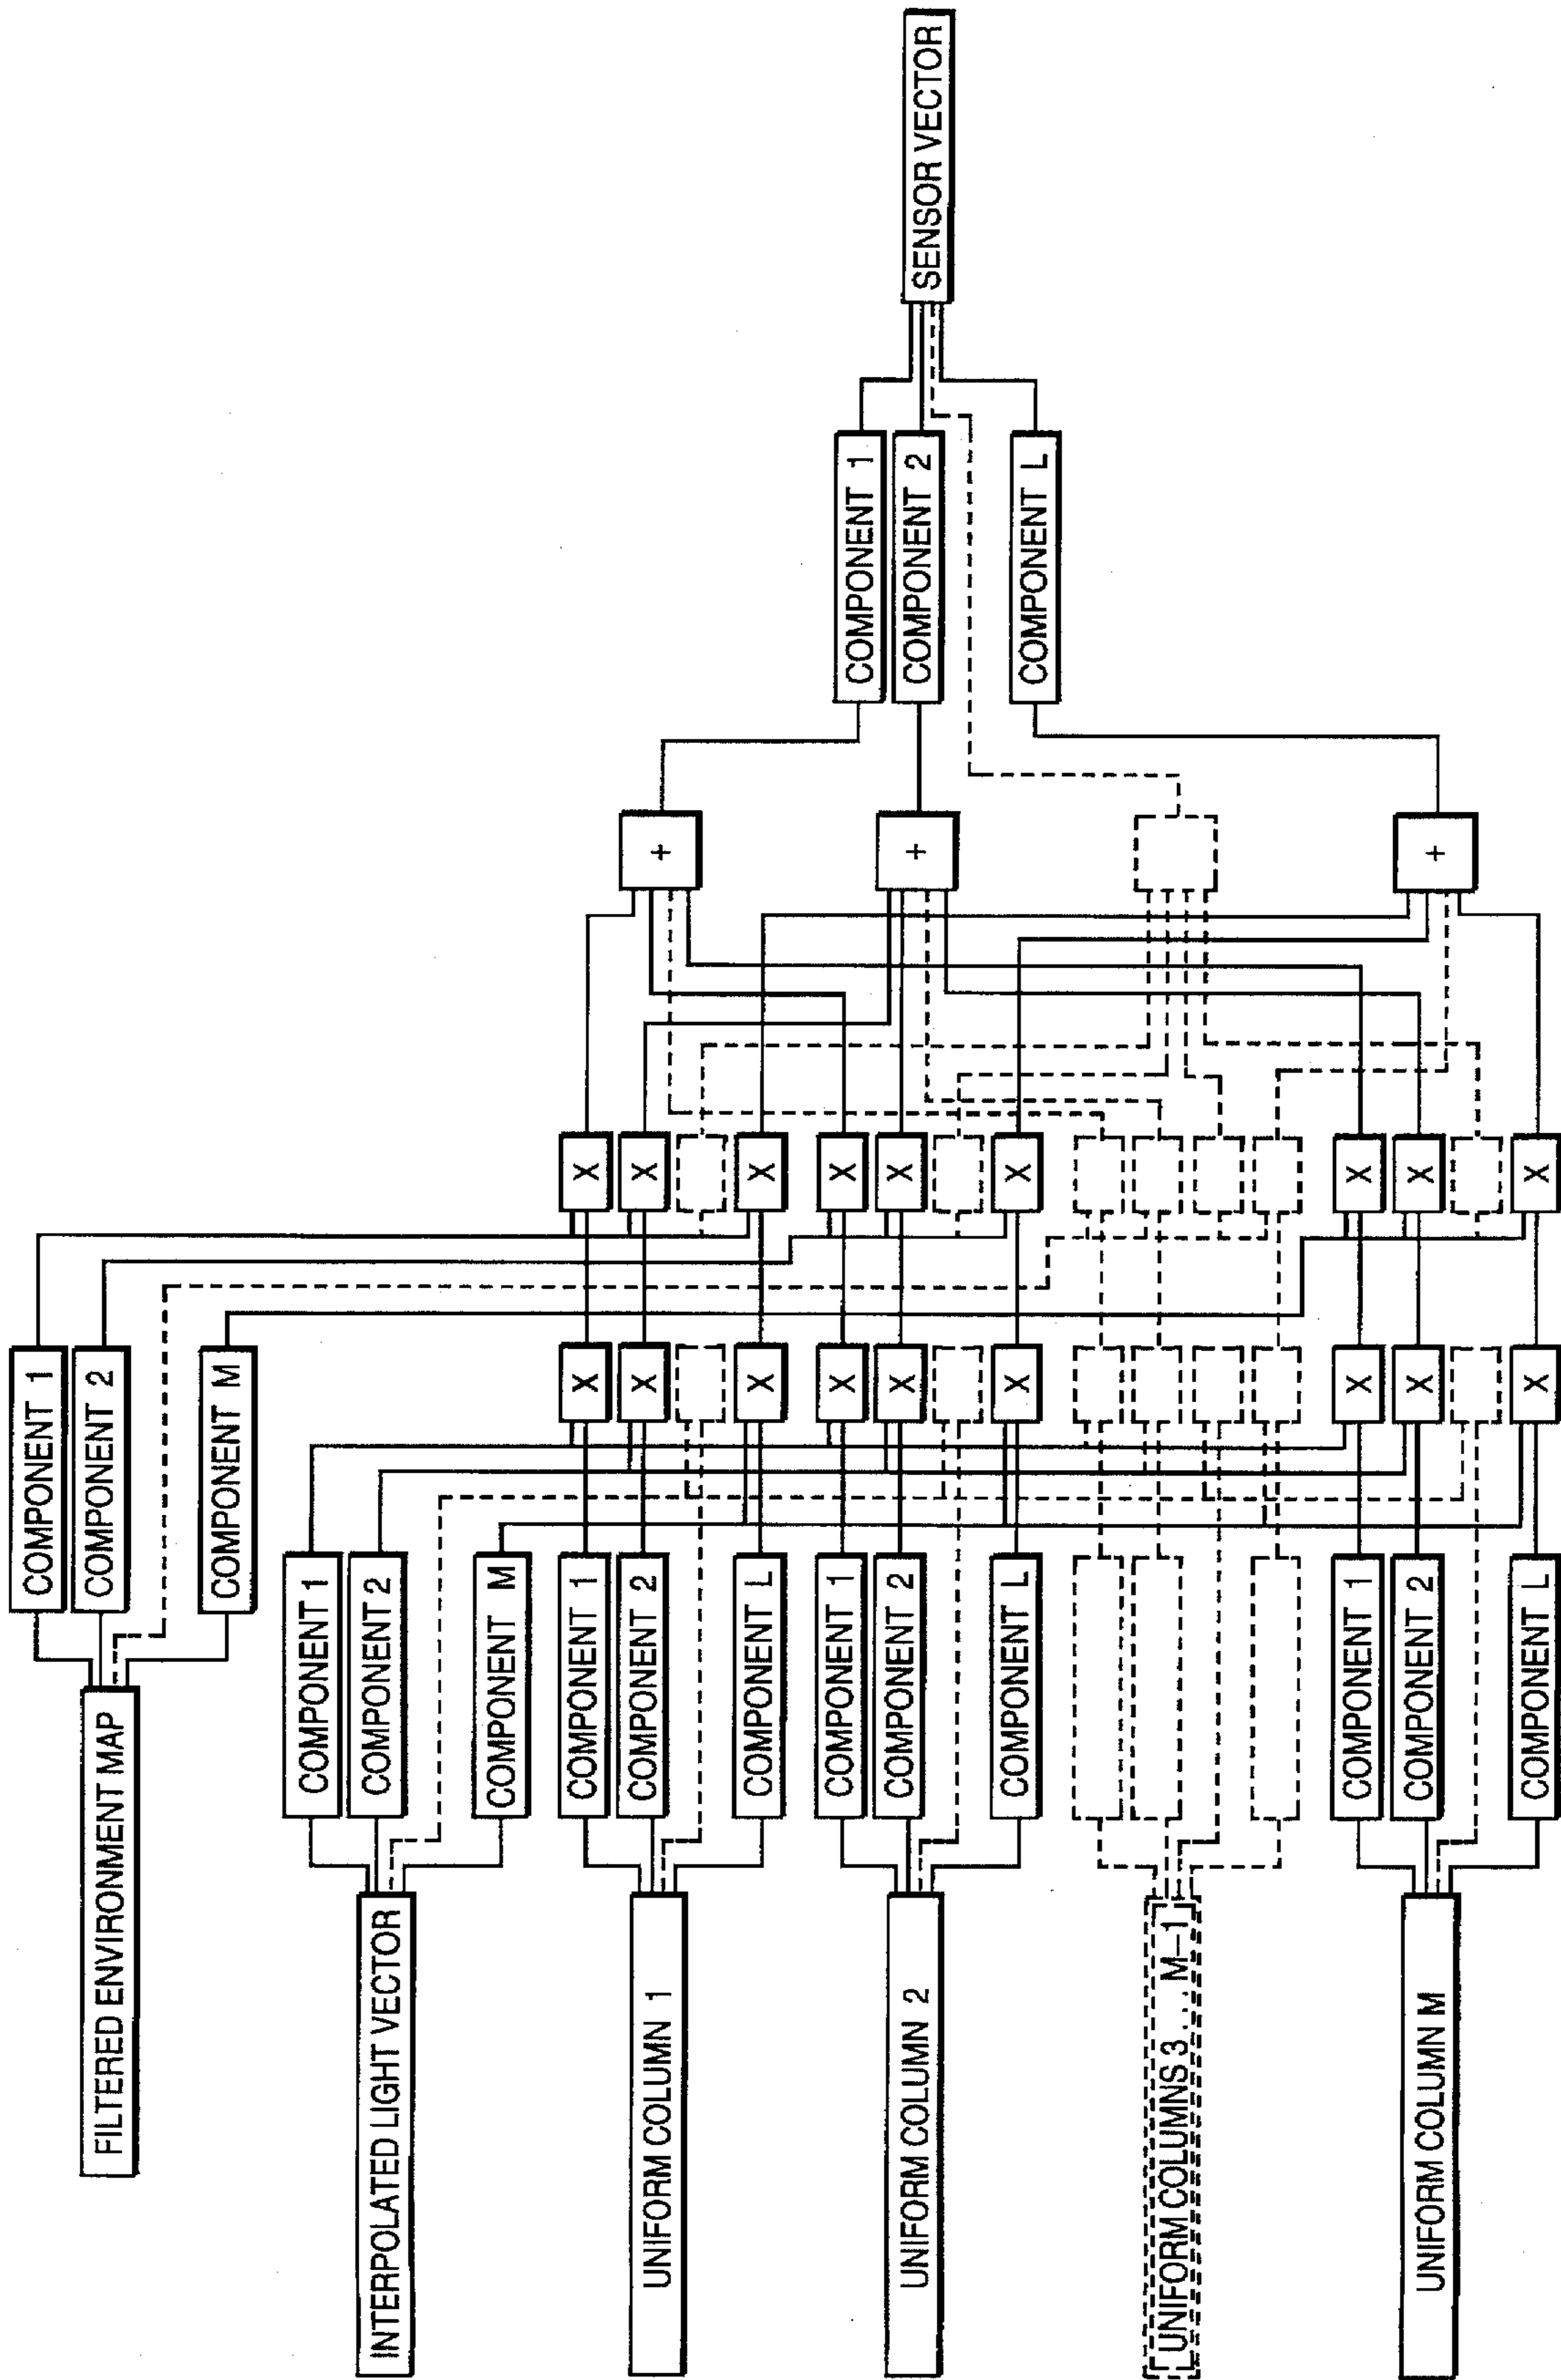 FILTERED ENVIRONMENT MAP
COMPONENT 1
COMPONENT 2
COMPONENT M
INTERPOLATED LIGHT VECTOR
COMPONENT 1
COMPONENT 2
COMPONENT M
UNIFORM COLUMN 1
COMPONENT 1
X
X
COMPONENT 2
X
X
COMPONENT L
X
X
UNIFORM COLUMN 2
COMPONENT 1
X
X
COMPONENT 2
X
X
COMPONENT L
X
X
UNIFORM COLUMNS 3 . . . M–1
UNIFORM COLUMN M
COMPONENT 1
X
X
COMPONENT 2
X
X
COMPONENT L
X
X
+
+
+
COMPONENT 1
COMPONENT 2
COMPONENT L
SENSOR VECTOR